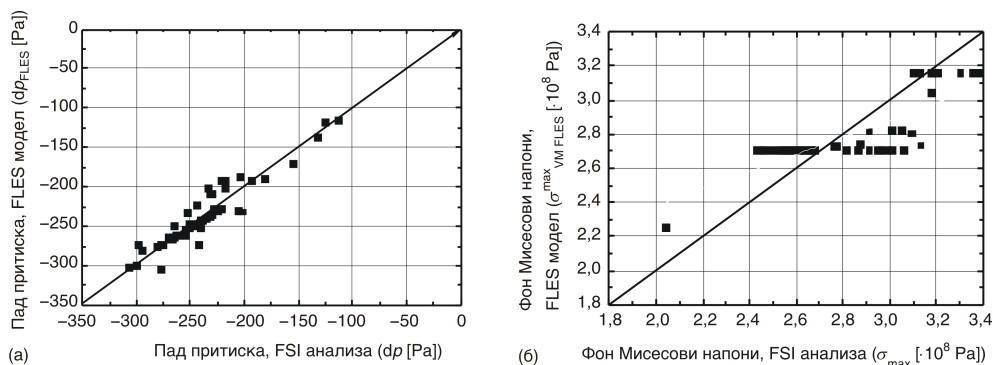 Пад притиска, FLES модел (dp_FLES [Pa])
0
−50
−100
−150
−200
−250
−300
−350
−350 −300 −250 −200 −150 −100 −50 0
(а) Пад притиска, FSI анализа (dp [Pa])
Фон Мисесови напони,
FLES модел (σ^max_VM FLES [·10^8 Pa])
3,4
3,2
3,0
2,8
2,6
2,4
2,2
2,0
1,8
1,8 2,0 2,2 2,4 2,6 2,8 3,0 3,2 3,4
(б) Фон Мисесови напони, FSI анализа (σ_max [·10^8 Pa])